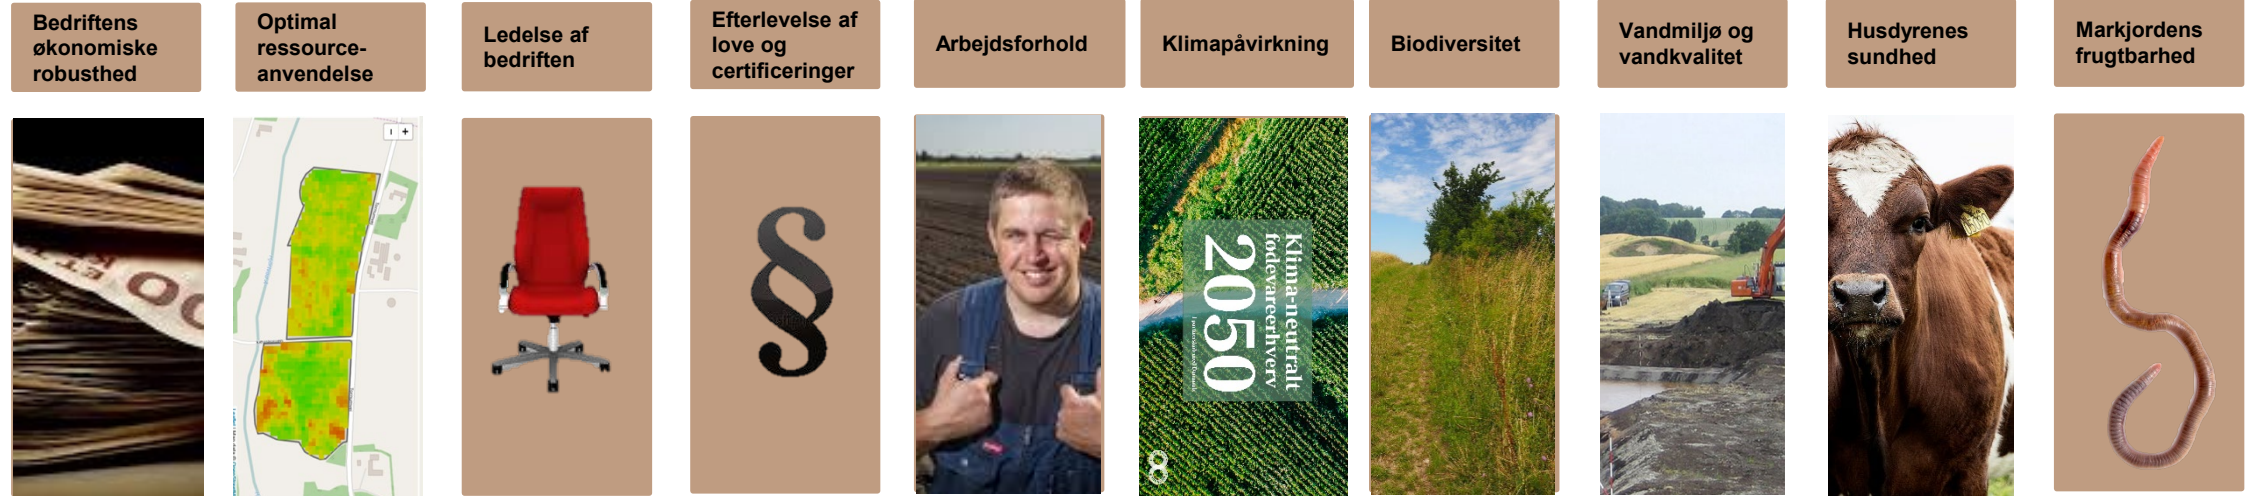 Bedriftens
økonomiske
robusthed
Optimal
ressource-
anvendelse
Ledelse af
bedriften
Efterlevelse af
love og
certificeringer
Arbejdsforhold
Klimapåvirkning
Biodiversitet
Vandmiljø og
vandkvalitet
Husdyrenes
sundhed
Markjordens
frugtbarhed
§
Klima-neutralt
fødevareerhverv
2050